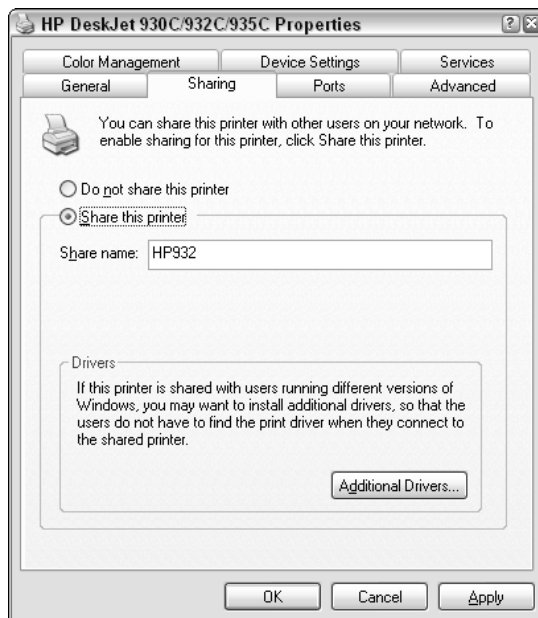 HP DeskJet 930C/932C/935C Properties
Color Management Device Settings Services
General Sharing Ports Advanced
You can share this printer with other users on your network. To
enable sharing for this printer, click Share this printer.
Do not share this printer
Share this printer
Share name: HP932
Drivers
If this printer is shared with users running different versions of
Windows, you may want to install additional drivers, so that the
users do not have to find the print driver when they connect to
the shared printer.
Additional Drivers...
OK Cancel Apply